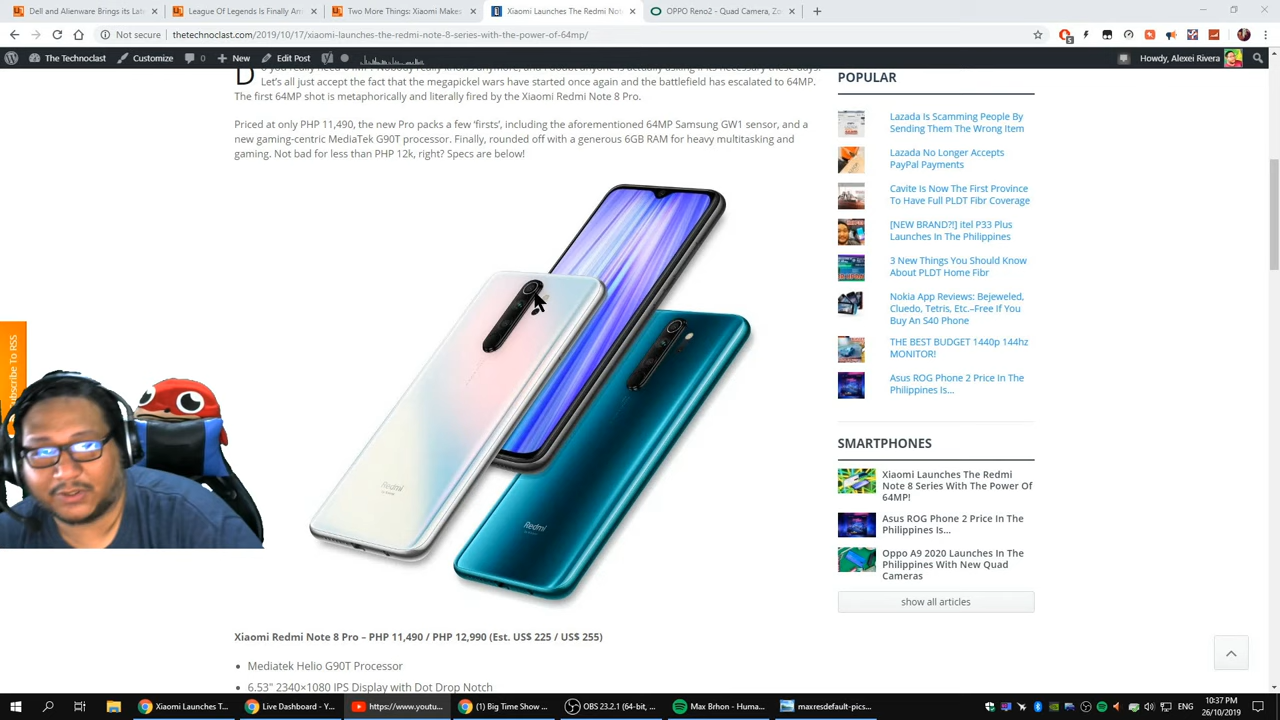 Dell and Alienware Brings its Late
League Of Legends Is Finally An
Two More Things: Xiaomi Makes
Xiaomi Launches The Redmi Note
OPPO Reno2 - Quad Camera, Zo
Not secure
thetechnoclast.com/2019/10/17/xiaomi-launches-the-redmi-note-8-series-with-the-power-of-64mp/
5
The Technoclast
Customize
0
New
Edit Post
Howdy, Alexei Rivera
Let's all just accept the fact that the megapickel wars have started once again and the battlefield has escalated to 64MP.
The first 64MP shot is metaphorically and literally fired by the Xiaomi Redmi Note 8 Pro.
Priced at only PHP 11,490, the new Pro packs a few 'firsts', including the aforementioned 64MP Samsung GW1 sensor, and a
new gaming-centric MediaTek G90T processor. Finally, rounded off with a generous 6GB RAM for heavy multitasking and
gaming. Not bad for less than PHP 12k, right? Specs are below!
Subscribe To RSS
Redmi
Redmi
Xiaomi Redmi Note 8 Pro – PHP 11,490 / PHP 12,990 (Est. US$ 225 / US$ 255)
Mediatek Helio G90T Processor
6.53" 2340×1080 IPS Display with Dot Drop Notch
POPULAR
Lazada Is Scamming People By
Sending Them The Wrong Item
Lazada No Longer Accepts
PayPal Payments
Cavite Is Now The First Province
To Have Full PLDT Fibr Coverage
[NEW BRAND?!] itel P33 Plus
Launches In The Philippines
3 New Things You Should Know
About PLDT Home Fibr
Nokia App Reviews: Bejeweled,
Cluedo, Tetris, Etc.–Free If You
Buy An S40 Phone
THE BEST BUDGET 1440p 144hz
MONITOR!
Asus ROG Phone 2 Price In The
Philippines Is...
SMARTPHONES
Xiaomi Launches The Redmi
Note 8 Series With The Power Of
64MP!
Asus ROG Phone 2 Price In The
Philippines Is...
Oppo A9 2020 Launches In The
Philippines With New Quad
Cameras
show all articles
Xiaomi Launches T...
Live Dashboard - Y...
https://www.youtu...
(1) Big Time Show...
OBS 23.2.1 (64-bit, ...
Max Brhon - Huma...
maxresdefault-pics...
ENG
10:37 PM
26/10/2019